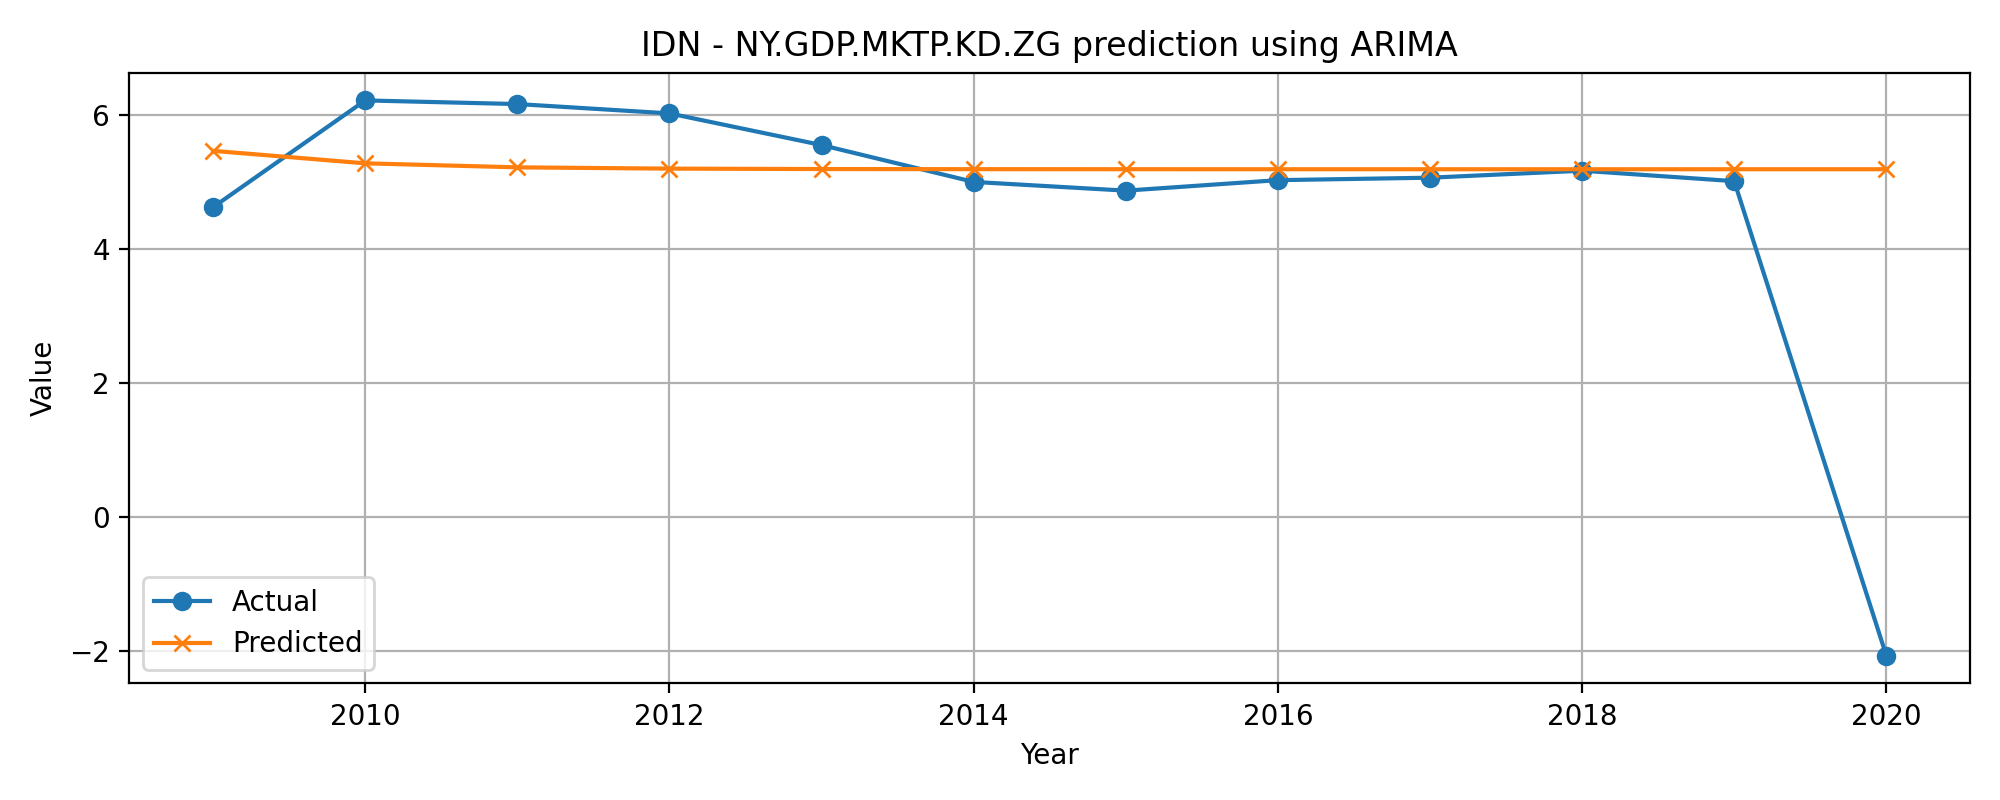 IDN - NY.GDP.MKTP.KD.ZG prediction using ARIMA
Value
6
4
2
0
−2
Actual
Predicted
2010 2012 2014 2016 2018 2020
Year